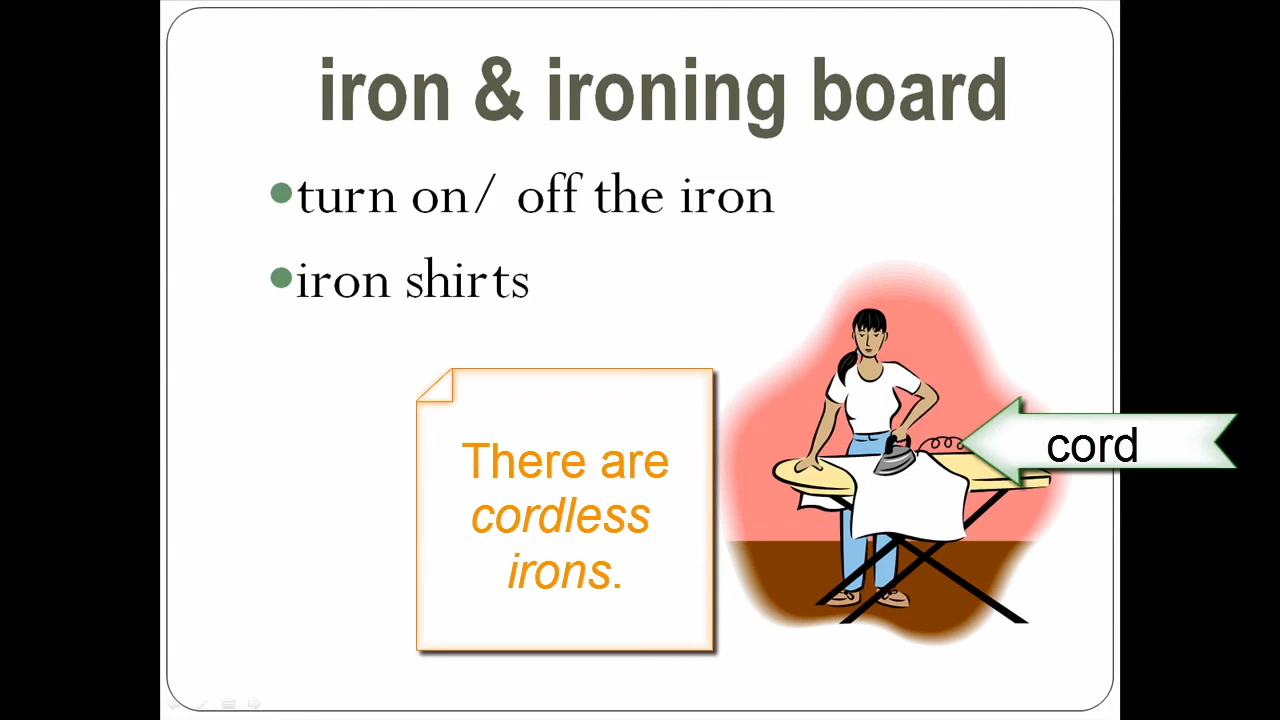 iron & ironing board
•turn on/ off the iron
•iron shirts
There are
cordless
irons.
cord